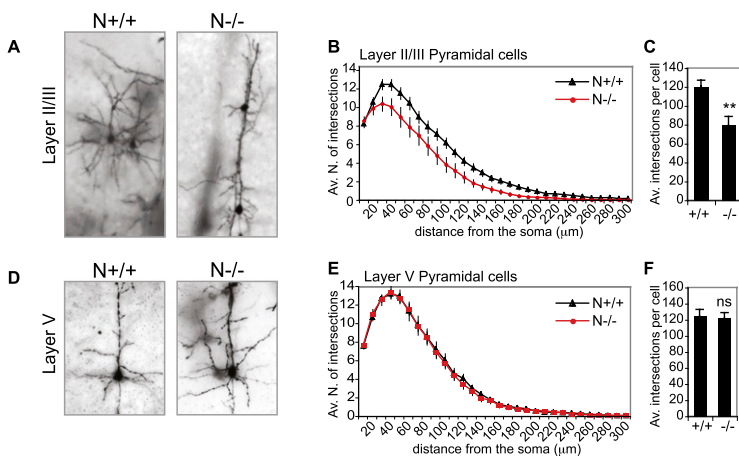 N+/+ N-/-
A
Layer II/III
B Layer II/III Pyramidal cells
Av. N. of intersections
14
12
10
8
6
4
2
0
N+/+
N-/-
20 40 60 80 100 120 140 160 180 200 220 240 260 280 300
distance from the soma (µm)
C
Av. intersections per cell
140
120
100
80
60
40
20
0
**
+/+ -/-
D
N+/+ N-/-
Layer V
E Layer V Pyramidal cells
Av. N. of intersections
14
12
10
8
6
4
2
0
N+/+
N-/-
20 40 60 80 100 120 140 160 180 200 220 240 260 280 300
distance from the soma (µm)
F
Av. intersections per cell
160
140
120
100
80
60
40
20
0
ns
+/+ -/-